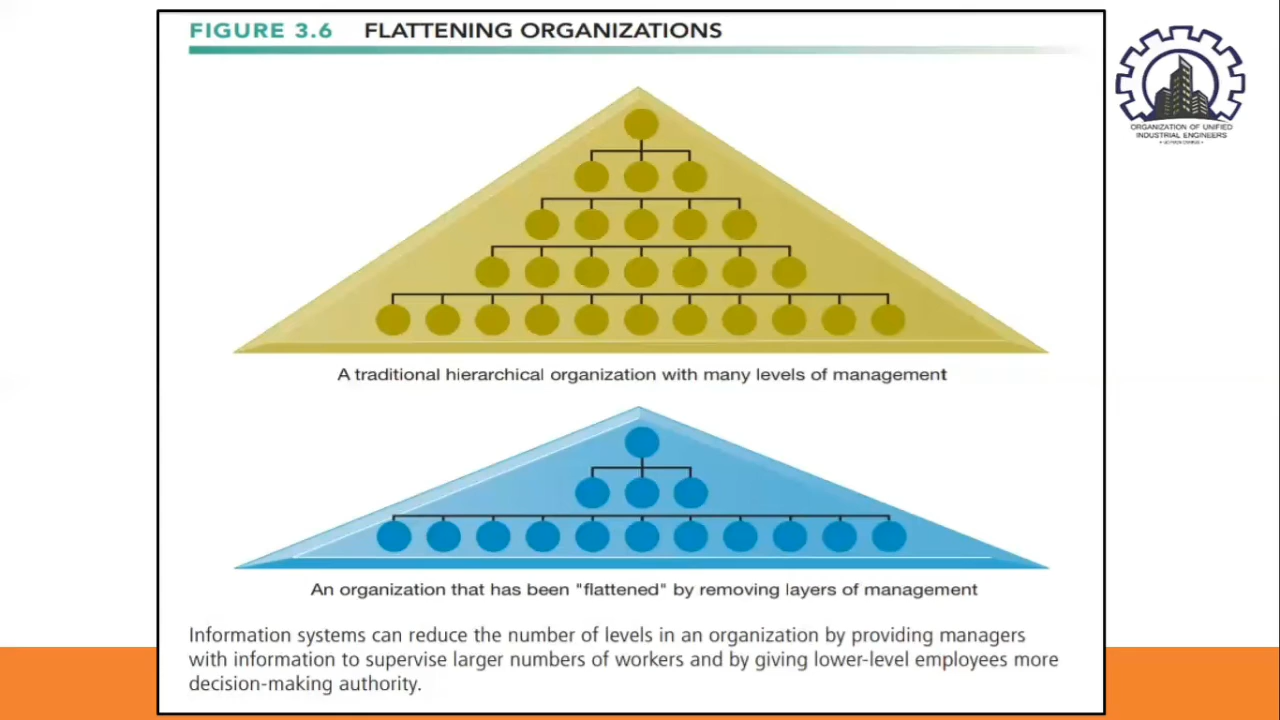 FIGURE 3.6 FLATTENING ORGANIZATIONS
ORGANIZATION OF UNIFIED
INDUSTRIAL ENGINEERS
A traditional hierarchical organization with many levels of management
An organization that has been "flattened" by removing layers of management
Information systems can reduce the number of levels in an organization by providing managers
with information to supervise larger numbers of workers and by giving lower-level employees more
decision-making authority.